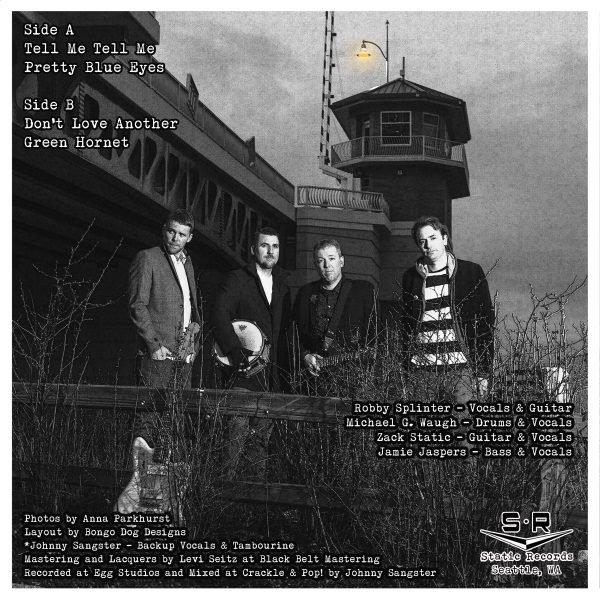 Side A
Tell Me Tell Me
Pretty Blue Eyes
Side B
Don't Love Another
Green Hornet
Robby Splinter - Vocals & Guitar
Michael G. Waugh - Drums & Vocals
Zack Static - Guitar & Vocals
Jamie Jaspers - Bass & Vocals
Photos by Anna Parkhurst
Layout by Bongo Dog Designs
*Johnny Sangster - Backup Vocals & Tambourine
Mastering and Lacquers by Levi Seitz at Black Belt Mastering
Recorded at Egg Studios and Mixed at Crackle & Pop! by Johnny Sangster
S·R
Static Records
Seattle, WA